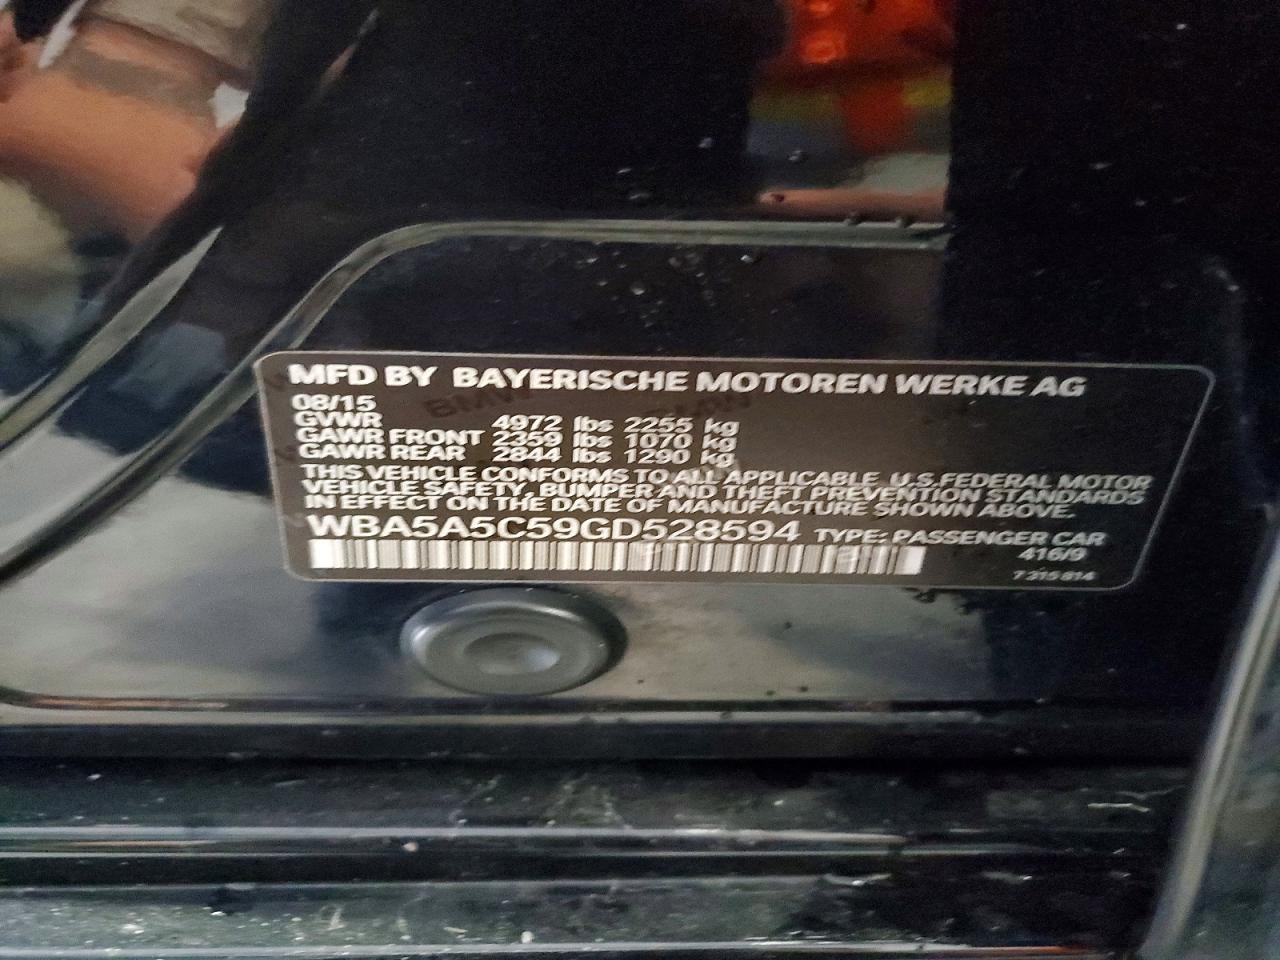 MFD BY BAYERISCHE MOTOREN WERKE AG
08/15
GVWR 4972 lbs 2255 kg
GAWR FRONT 2359 lbs 1070 kg
GAWR REAR 2844 lbs 1290 kg
THIS VEHICLE CONFORMS TO ALL APPLICABLE U.S.FEDERAL MOTOR
VEHICLE SAFETY, BUMPER AND THEFT PREVENTION STANDARDS
IN EFFECT ON THE DATE OF MANUFACTURE SHOWN ABOVE.
WBA5A5C59GD528594 TYPE: PASSENGER CAR
416/9
7 315 814